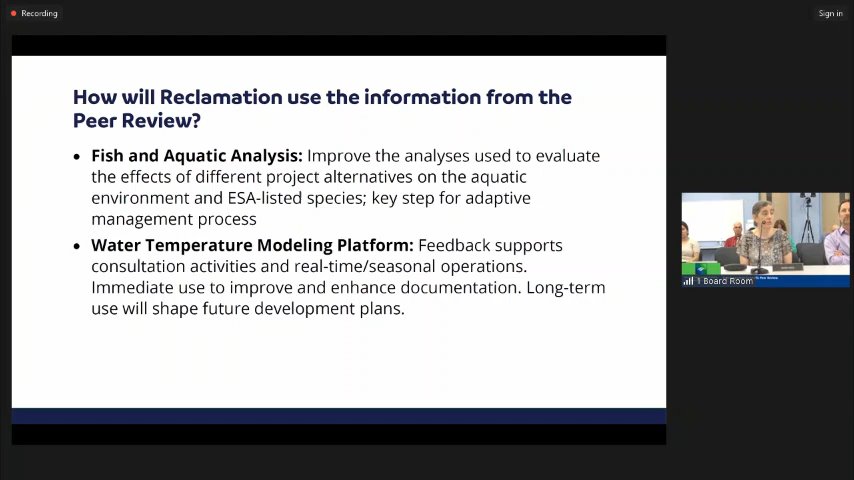 Recording
Sign in
How will Reclamation use the information from the
Peer Review?
• Fish and Aquatic Analysis: Improve the analyses used to evaluate
the effects of different project alternatives on the aquatic
environment and ESA-listed species; key step for adaptive
management process
• Water Temperature Modeling Platform: Feedback supports
consultation activities and real-time/seasonal operations.
Immediate use to improve and enhance documentation. Long-term
use will shape future development plans.
1 Board Room